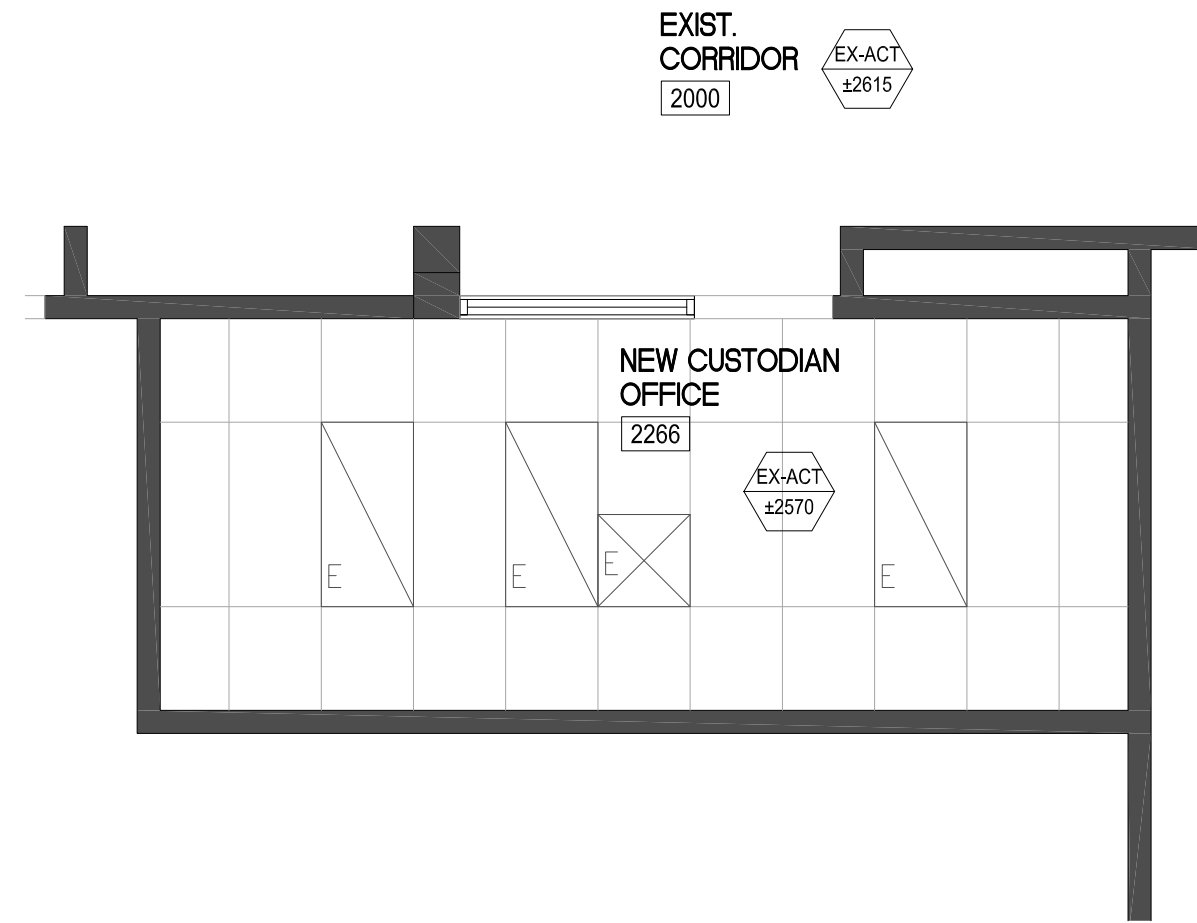 EXIST.
CORRIDOR
2000
EX-ACT
±2615
NEW CUSTODIAN
OFFICE
2266
EX-ACT
±2570
E
E
E
E